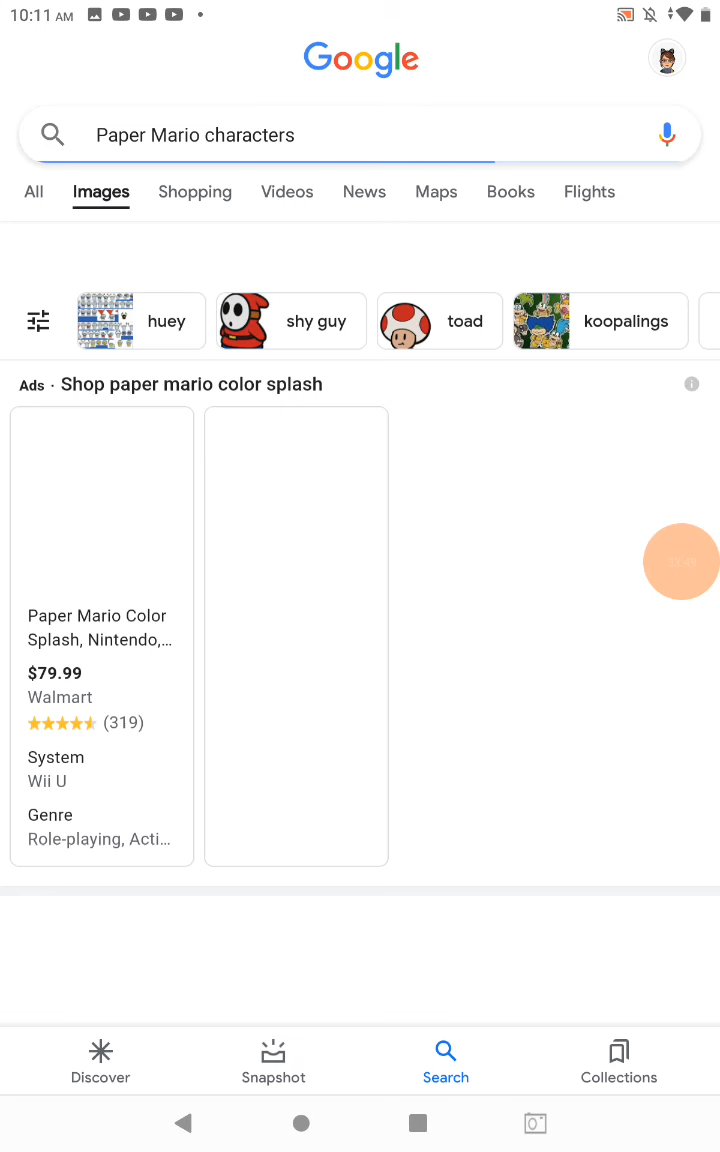 10:11 AM
Google
Paper Mario characters
All Images Shopping Videos News Maps Books Flights
huey shy guy toad koopalings
Ads · Shop paper mario color splash
Paper Mario Color
Splash, Nintendo,...
$79.99
Walmart
(319)
System
Wii U
Genre
Role-playing, Acti...
Discover Snapshot Search Collections